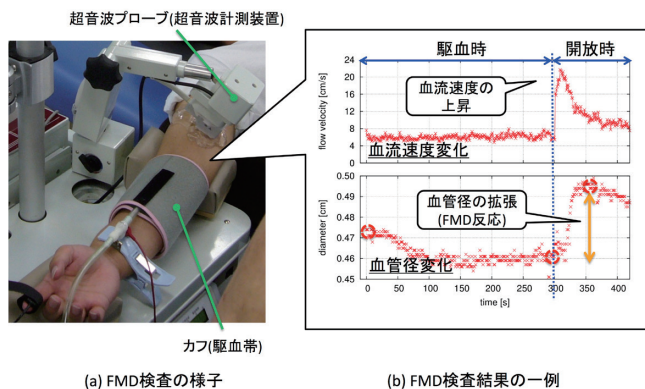 超音波プローブ(超音波計測装置)
カフ(駆血帯)
(a) FMD検査の様子
駆血時
開放時
flow velocity [cm/s]
24
20
16
12
8
4
0
血流速度の
上昇
血流速度変化
diameter [cm]
0.50
0.49
0.48
0.47
0.46
0.45
血管径の拡張
(FMD反応)
血管径変化
0 50 100 150 200 250 300 350 400
time [s]
(b) FMD検査結果の一例